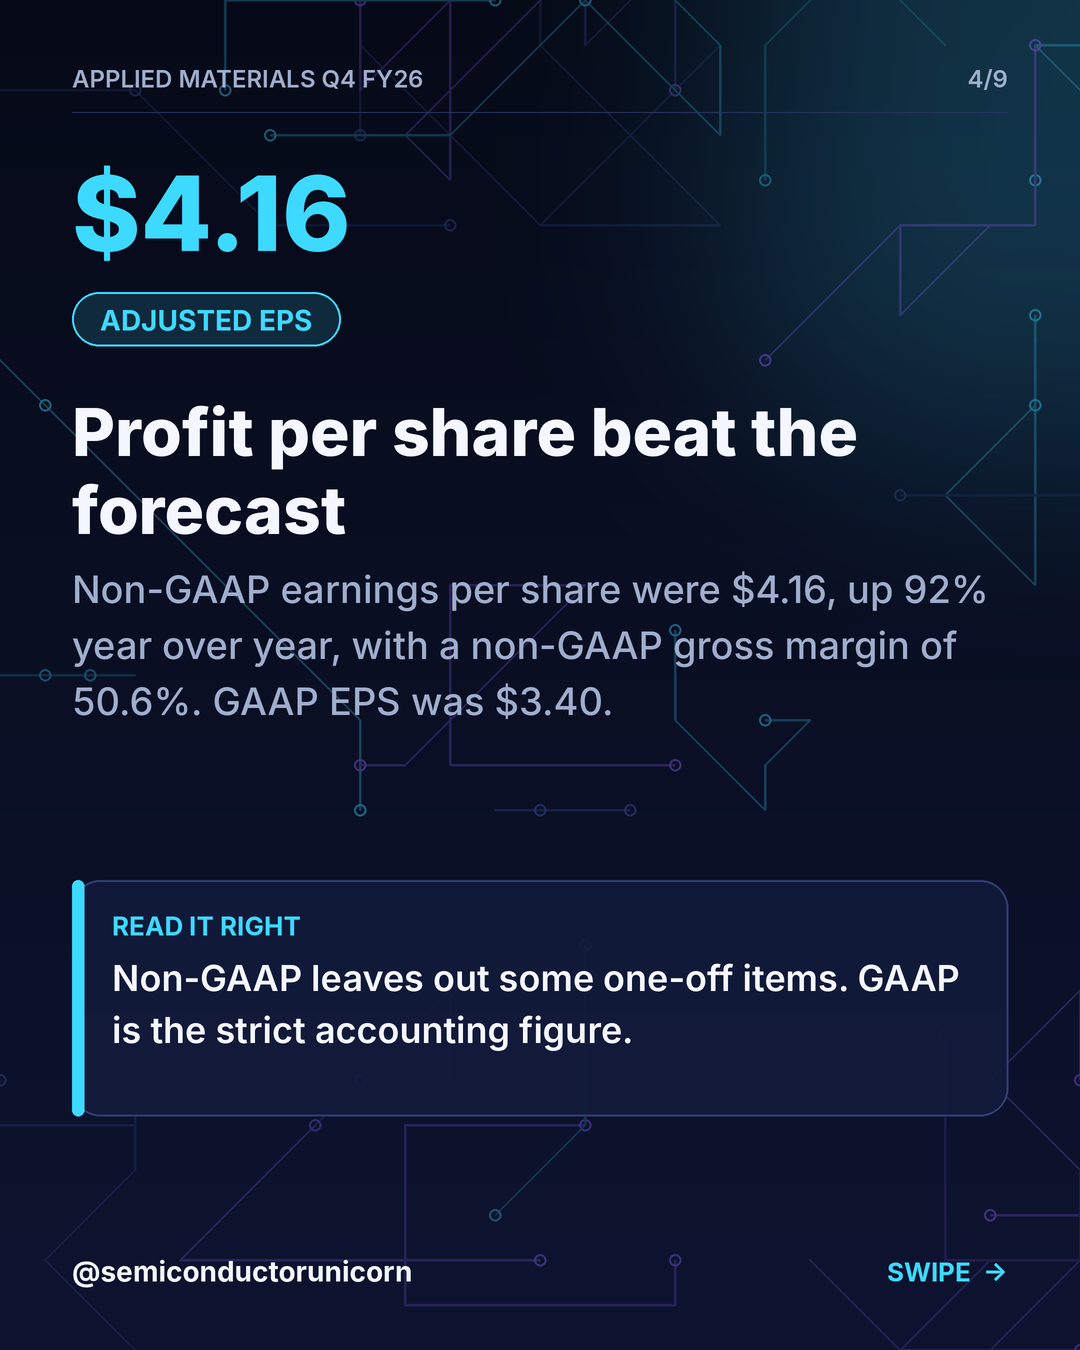 APPLIED MATERIALS Q4 FY26
4/9
$4.16
ADJUSTED EPS
Profit per share beat the
forecast
Non-GAAP earnings per share were $4.16, up 92%
year over year, with a non-GAAP gross margin of
50.6%. GAAP EPS was $3.40.
READ IT RIGHT
Non-GAAP leaves out some one-off items. GAAP
is the strict accounting figure.
@semiconductorunicorn
SWIPE →